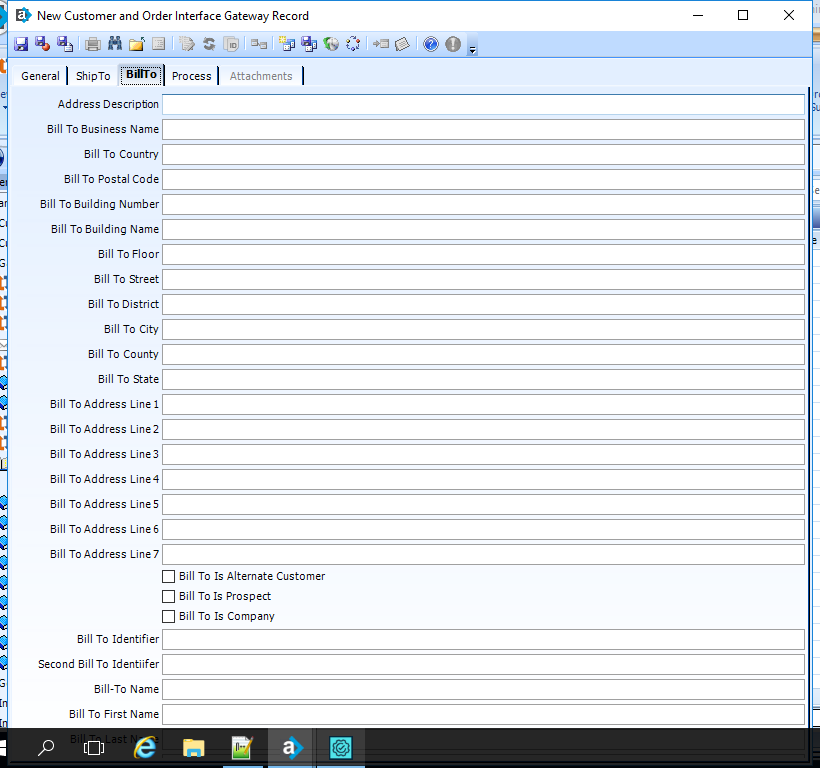 New Customer and Order Interface Gateway Record
General ShipTo BillTo Process Attachments
Address Description
Bill To Business Name
Bill To Country
Bill To Postal Code
Bill To Building Number
Bill To Building Name
Bill To Floor
Bill To Street
Bill To District
Bill To City
Bill To County
Bill To State
Bill To Address Line 1
Bill To Address Line 2
Bill To Address Line 3
Bill To Address Line 4
Bill To Address Line 5
Bill To Address Line 6
Bill To Address Line 7
Bill To Is Alternate Customer
Bill To Is Prospect
Bill To Is Company
Bill To Identifier
Second Bill To Identiifer
Bill-To Name
Bill To First Name
Bill To Last Name